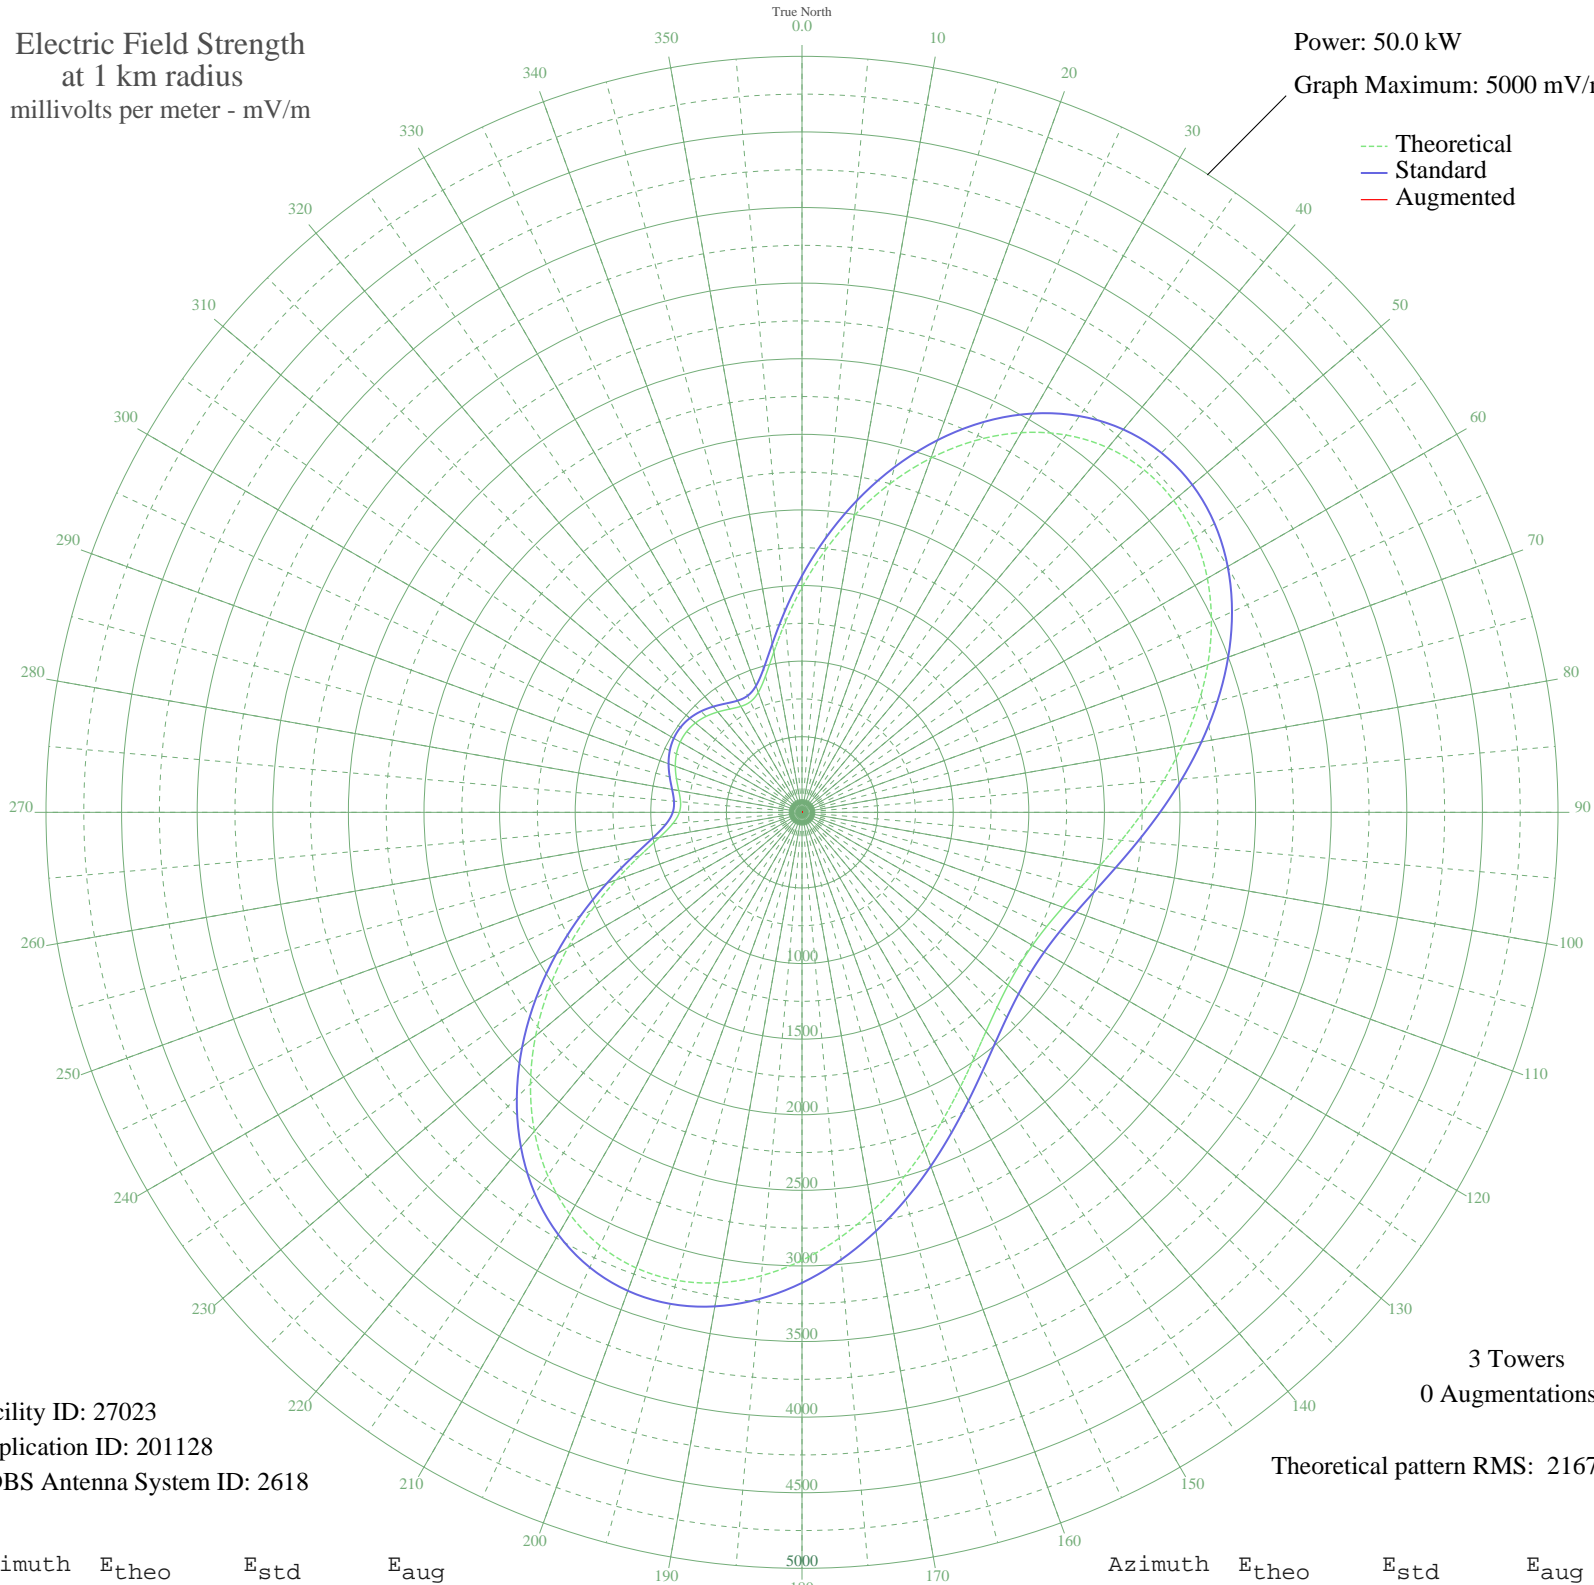 True North
0.0
Electric Field Strength
at 1 km radius
millivolts per meter - mV/m
Power: 50.0 kW
Graph Maximum: 5000 mV/
Theoretical
Standard
Augmented
10
20
30
40
50
60
70
80
90
100
110
120
130
140
150
160
170
190
200
210
220
230
240
250
260
270
280
290
300
310
320
330
340
350
1000
1500
2000
2500
3000
3500
4000
4500
5000
3 Towers
0 Augmentations
Theoretical pattern RMS: 2167
cility ID: 27023
plication ID: 201128
DBS Antenna System ID: 2618
imuth Etheo Estd Eaug
Azimuth Etheo Estd Eaug